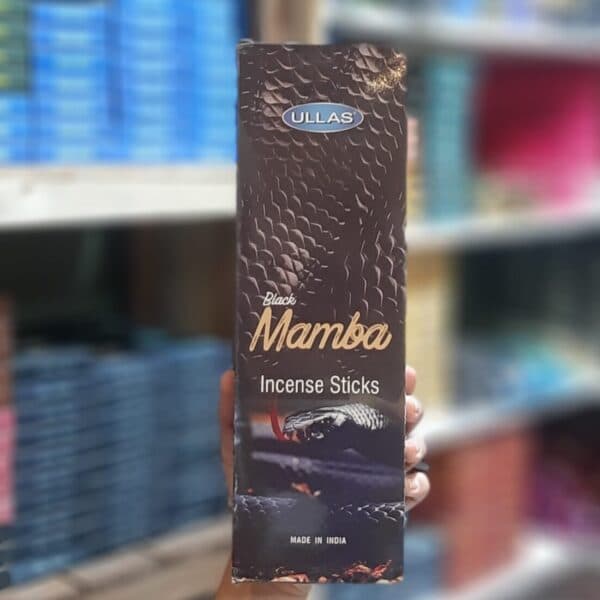 ULLAS
Black
Mamba
Incense Sticks
MADE IN INDIA